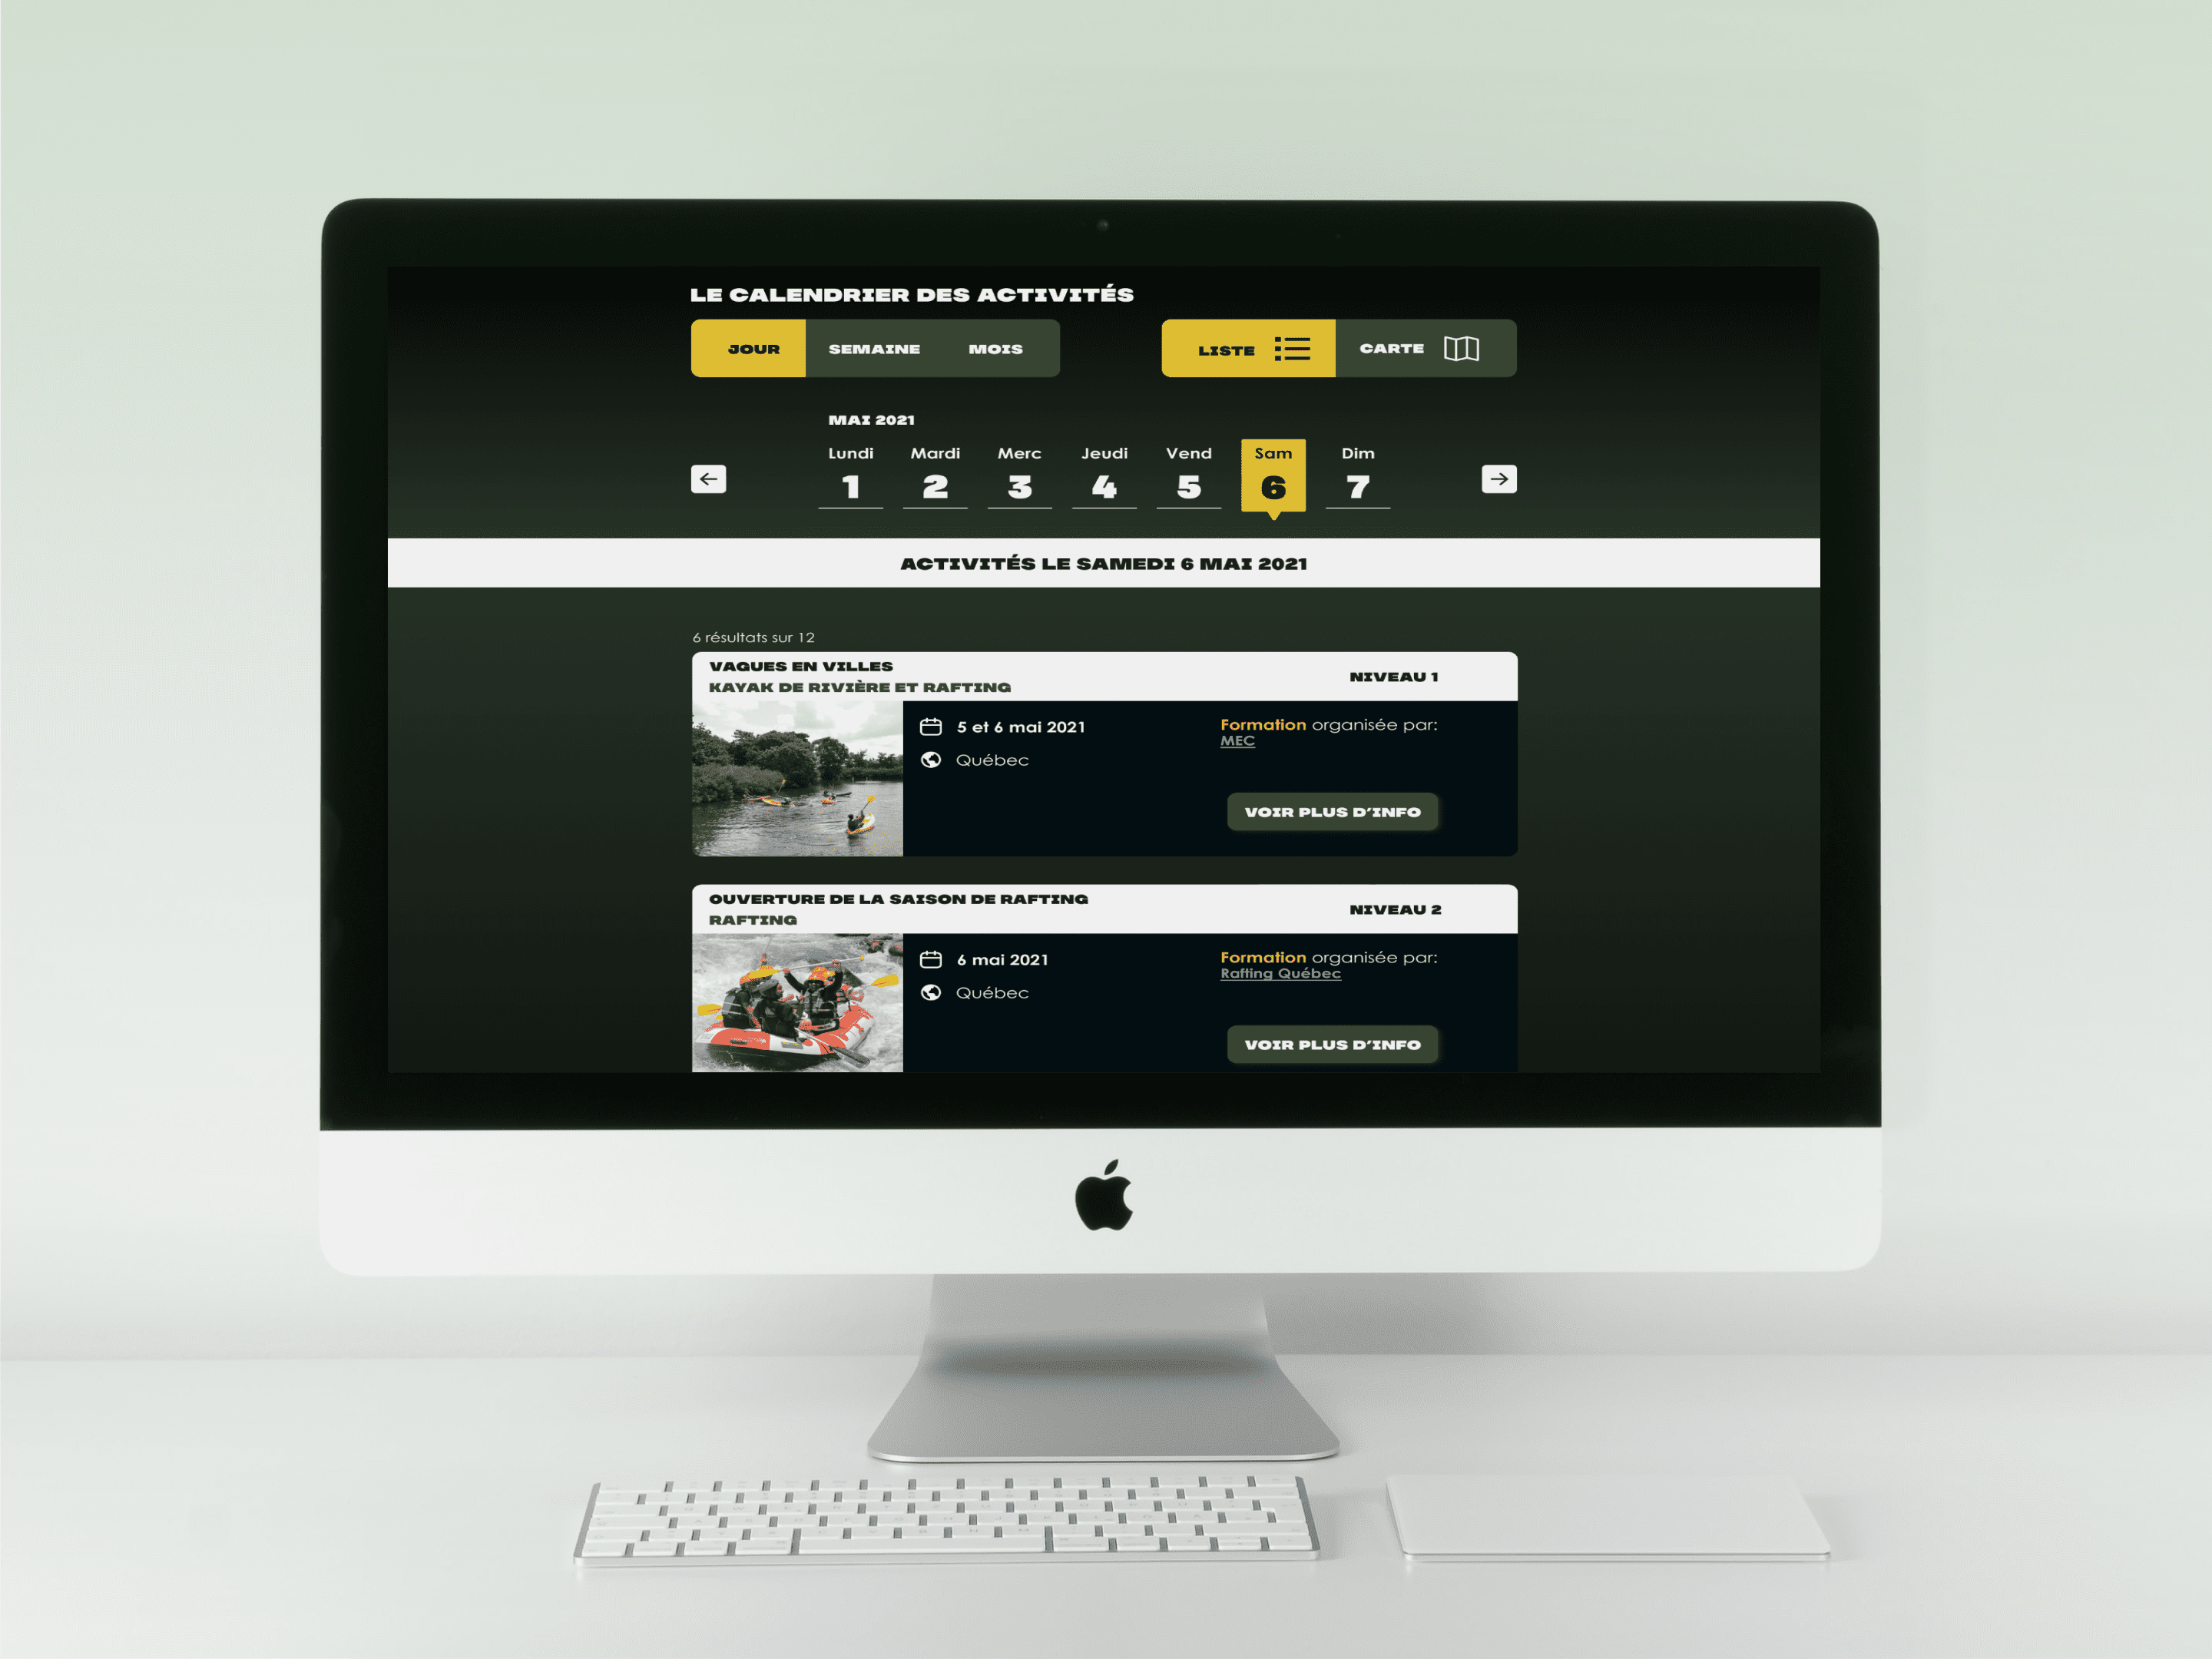 LE CALENDRIER DES ACTIVITÉS
JOUR SEMAINE MOIS
LISTE CARTE
MAI 2021
Lundi Mardi Merc Jeudi Vend Sam Dim
1 2 3 4 5 6 7
ACTIVITÉS LE SAMEDI 6 MAI 2021
6 résultats sur 12
VAGUES EN VILLES
KAYAK DE RIVIÈRE ET RAFTING
NIVEAU 1
5 et 6 mai 2021
Québec
Formation organisée par:
MEC
VOIR PLUS D'INFO
OUVERTURE DE LA SAISON DE RAFTING
RAFTING
NIVEAU 2
6 mai 2021
Québec
Formation organisée par:
Rafting Québec
VOIR PLUS D'INFO